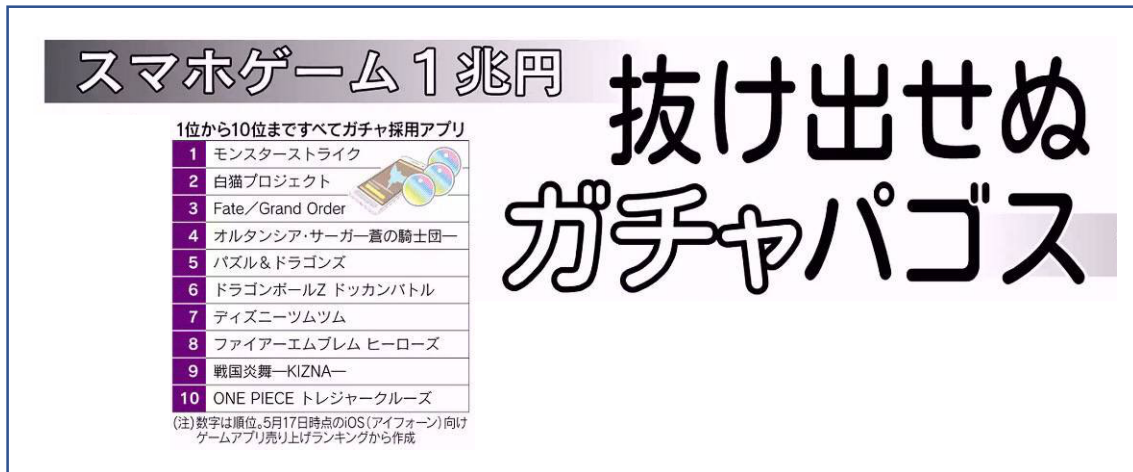 スマホゲーム1兆円
抜け出せぬ
ガチャパゴス
1位から10位まですべてガチャ採用アプリ
1 モンスターストライク
2 白猫プロジェクト
3 Fate／Grand Order
4 オルタンシア・サーガ―蒼の騎士団―
5 パズル＆ドラゴンズ
6 ドラゴンボールZ ドッカンバトル
7 ディズニーツムツム
8 ファイアーエムブレム ヒーローズ
9 戦国炎舞―KIZNA―
10 ONE PIECE トレジャークルーズ
(注)数字は順位。5月17日時点のiOS(アイフォーン)向け
ゲームアプリ売り上げランキングから作成